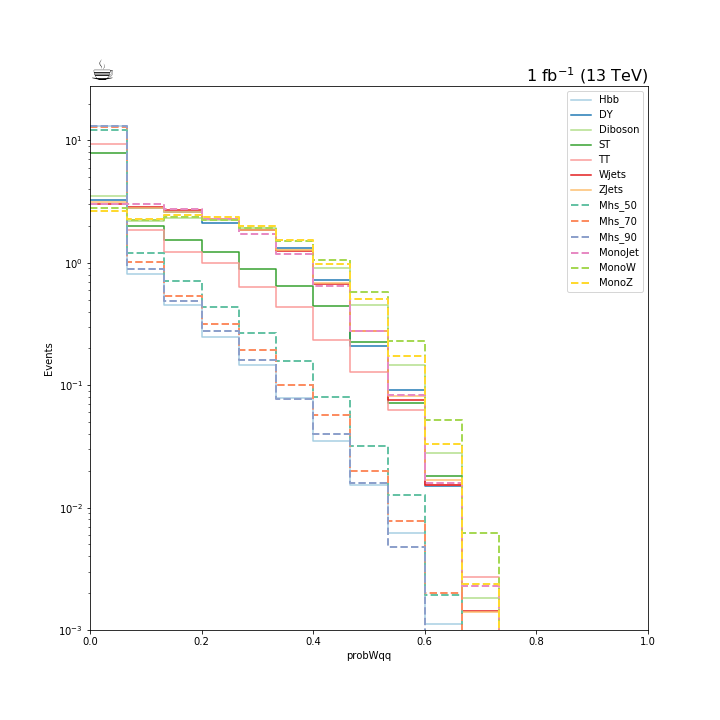 ☕ 1 fb⁻¹ (13 TeV)
Hbb
DY
Diboson
ST
TT
Wjets
ZJets
Mhs_50
Mhs_70
Mhs_90
MonoJet
MonoW
MonoZ
10¹
10⁰
10⁻¹
10⁻²
10⁻³
Events
0.0 0.2 0.4 0.6 0.8 1.0
probWqq